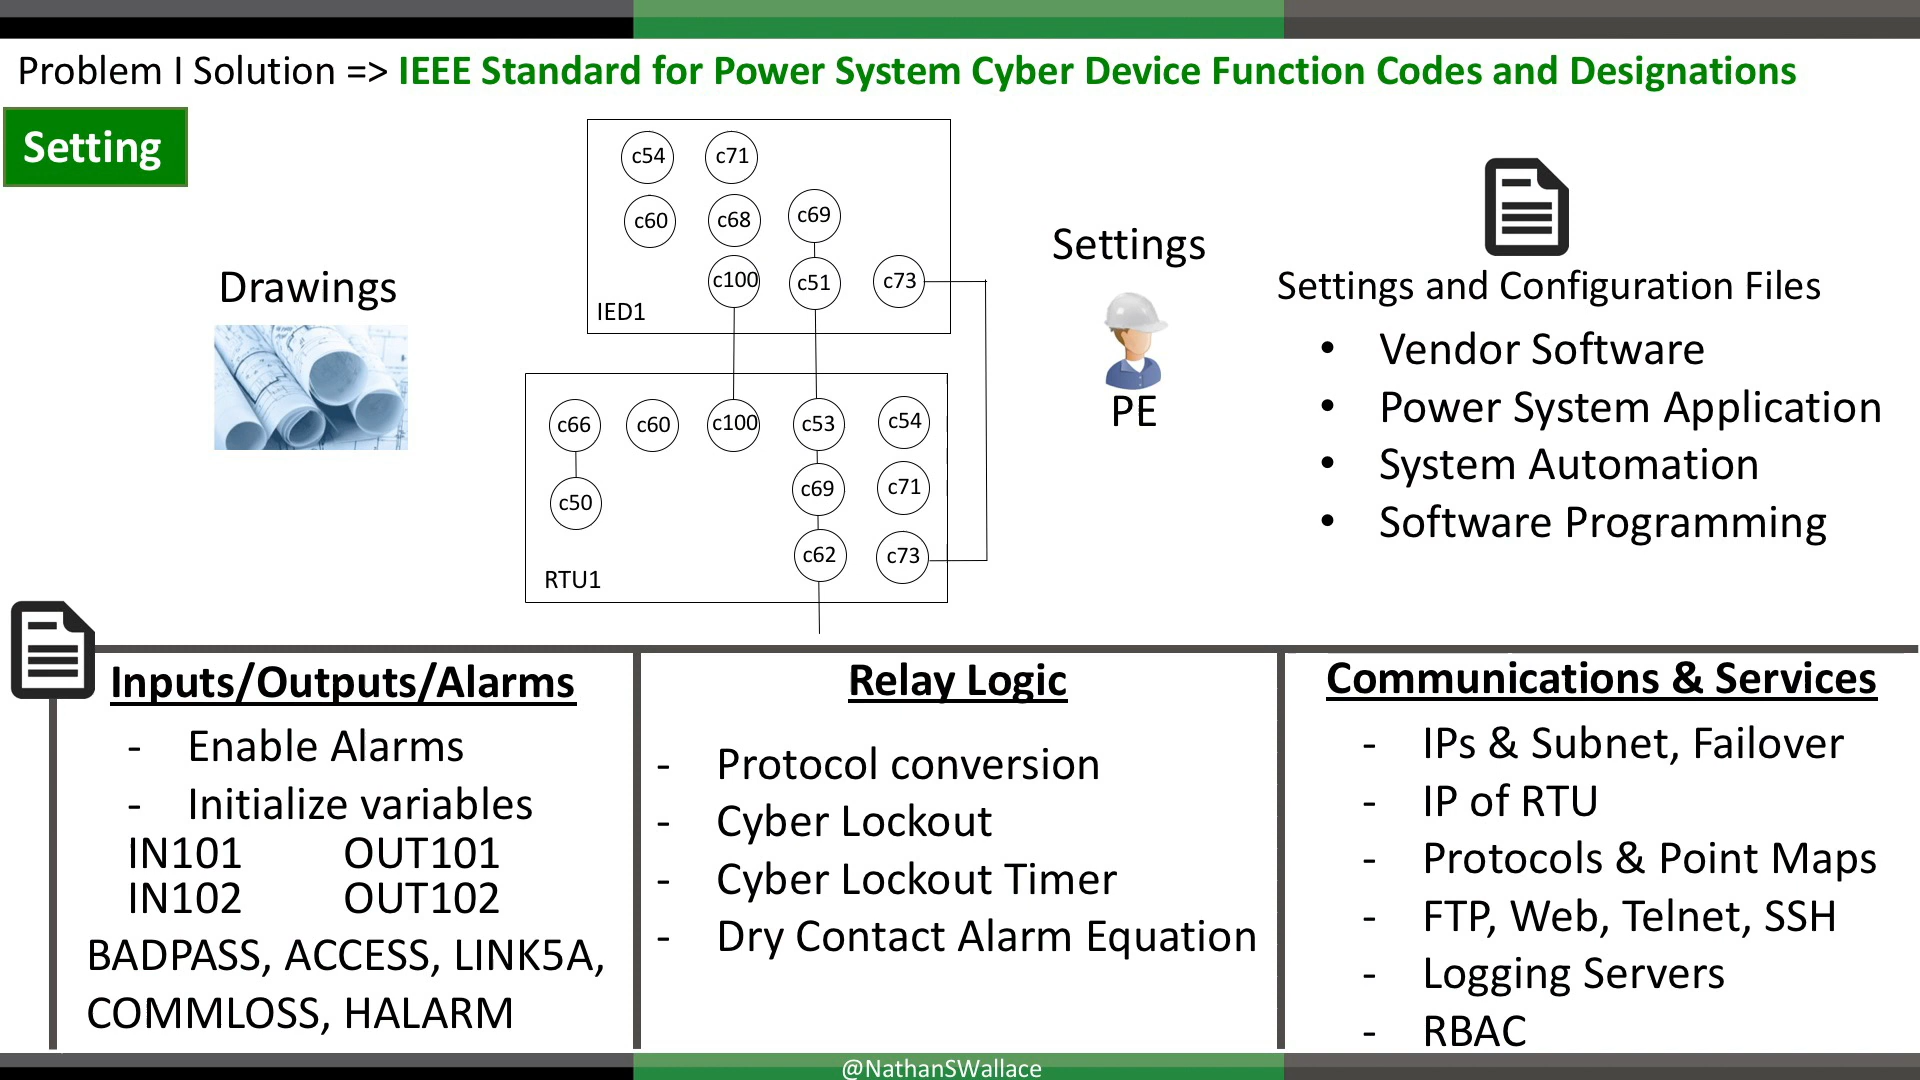 Problem I Solution => IEEE Standard for Power System Cyber Device Function Codes and Designations
Setting
Drawings
c54 c71
c60 c68 c69
c100 c51 c73
IED1
c66 c60 c100 c53 c54
c69 c71
c50
c62 c73
RTU1
Settings
PE
Settings and Configuration Files
• Vendor Software
• Power System Application
• System Automation
• Software Programming
Inputs/Outputs/Alarms
- Enable Alarms
- Initialize variables
IN101 OUT101
IN102 OUT102
BADPASS, ACCESS, LINK5A,
COMMLOSS, HALARM
Relay Logic
- Protocol conversion
- Cyber Lockout
- Cyber Lockout Timer
- Dry Contact Alarm Equation
Communications & Services
- IPs & Subnet, Failover
- IP of RTU
- Protocols & Point Maps
- FTP, Web, Telnet, SSH
- Logging Servers
- RBAC
@NathanSWallace